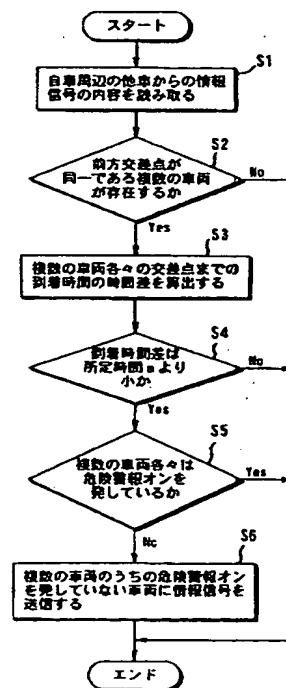 スタート
S1
自車周辺の他車からの情報
信号の内容を読み取る
S2
前方交差点が
同一である複数の車両
が存在するか
No
Yes
S3
複数の車両各々の交差点までの
到着時間の時間差を算出する
S4
到着時間差は
所定時間aより
小か
No
Yes
S5
複数の車両各々は
危険警報オンを
発しているか
Yes
No
S6
複数の車両のうちの危険警報オン
を発していない車両に情報信号を
送信する
エンド